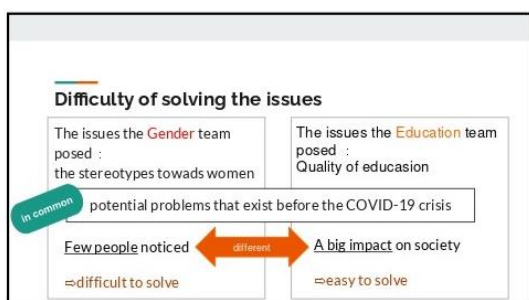 Difficulty of solving the issues
The issues the Gender team
posed :
the stereotypes towads women
The issues the Education team
posed :
Quality of educasion
in common
potential problems that exist before the COVID-19 crisis
Few people noticed
different
A big impact on society
⇨difficult to solve
⇨easy to solve